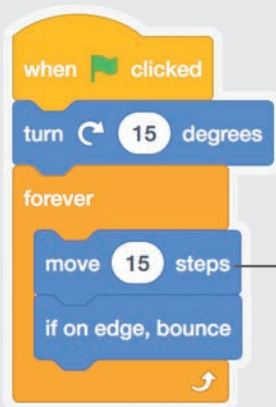 when clicked
turn 15 degrees
forever
move 15 steps
if on edge, bounce